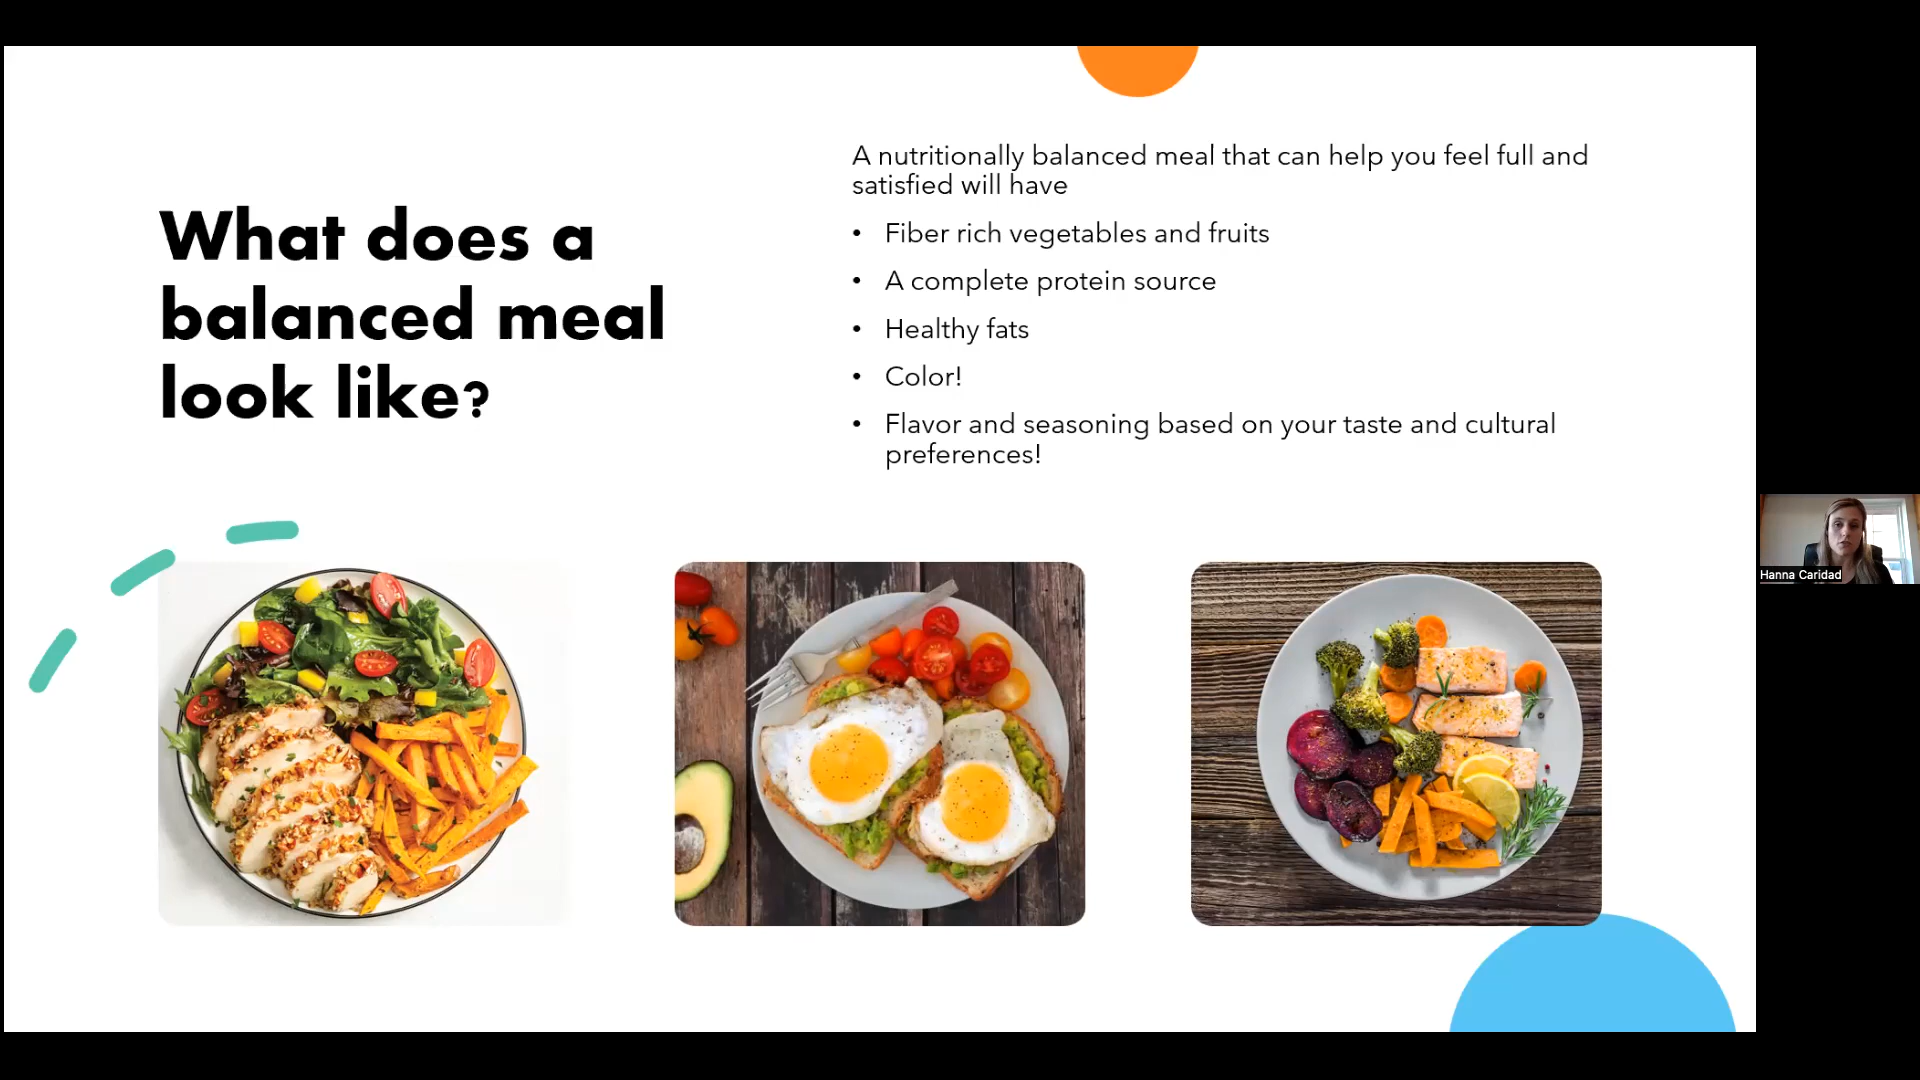 What does a
balanced meal
look like?
A nutritionally balanced meal that can help you feel full and
satisfied will have
• Fiber rich vegetables and fruits
• A complete protein source
• Healthy fats
• Color!
• Flavor and seasoning based on your taste and cultural
preferences!
Hanna Caridad